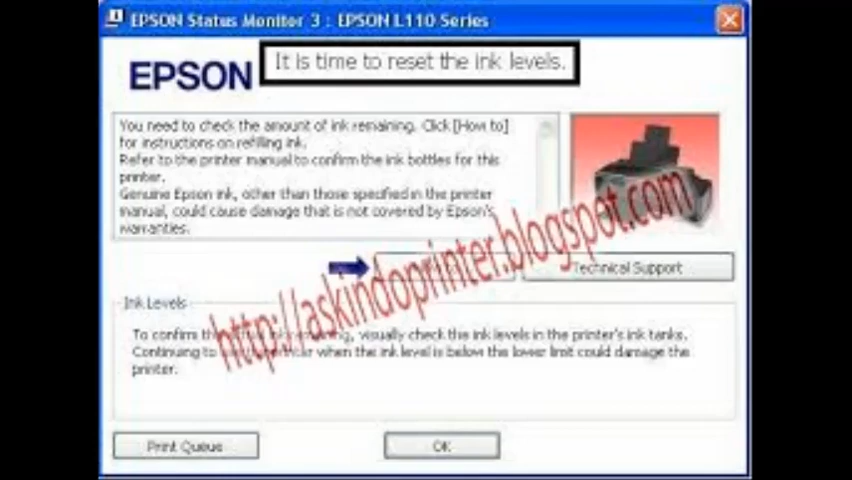 EPSON Status Monitor 3 : EPSON L110 Series
EPSON
It is time to reset the ink levels.
You need to check the amount of ink remaining. Click [How to]
for instructions on refilling ink.
Refer to the printer manual to confirm the ink bottles for this
printer.
Genuine Epson ink, other than those specified in the printer
manual, could cause damage that is not covered by Epson's
warranties.
Technical Support
http://askindoprinter.blogspot.com
Ink Levels
To confirm the remaining, visually check the ink levels in the printer's ink tanks.
Continuing to when the ink level is below the lower limit could damage the
printer.
Print Queue
OK